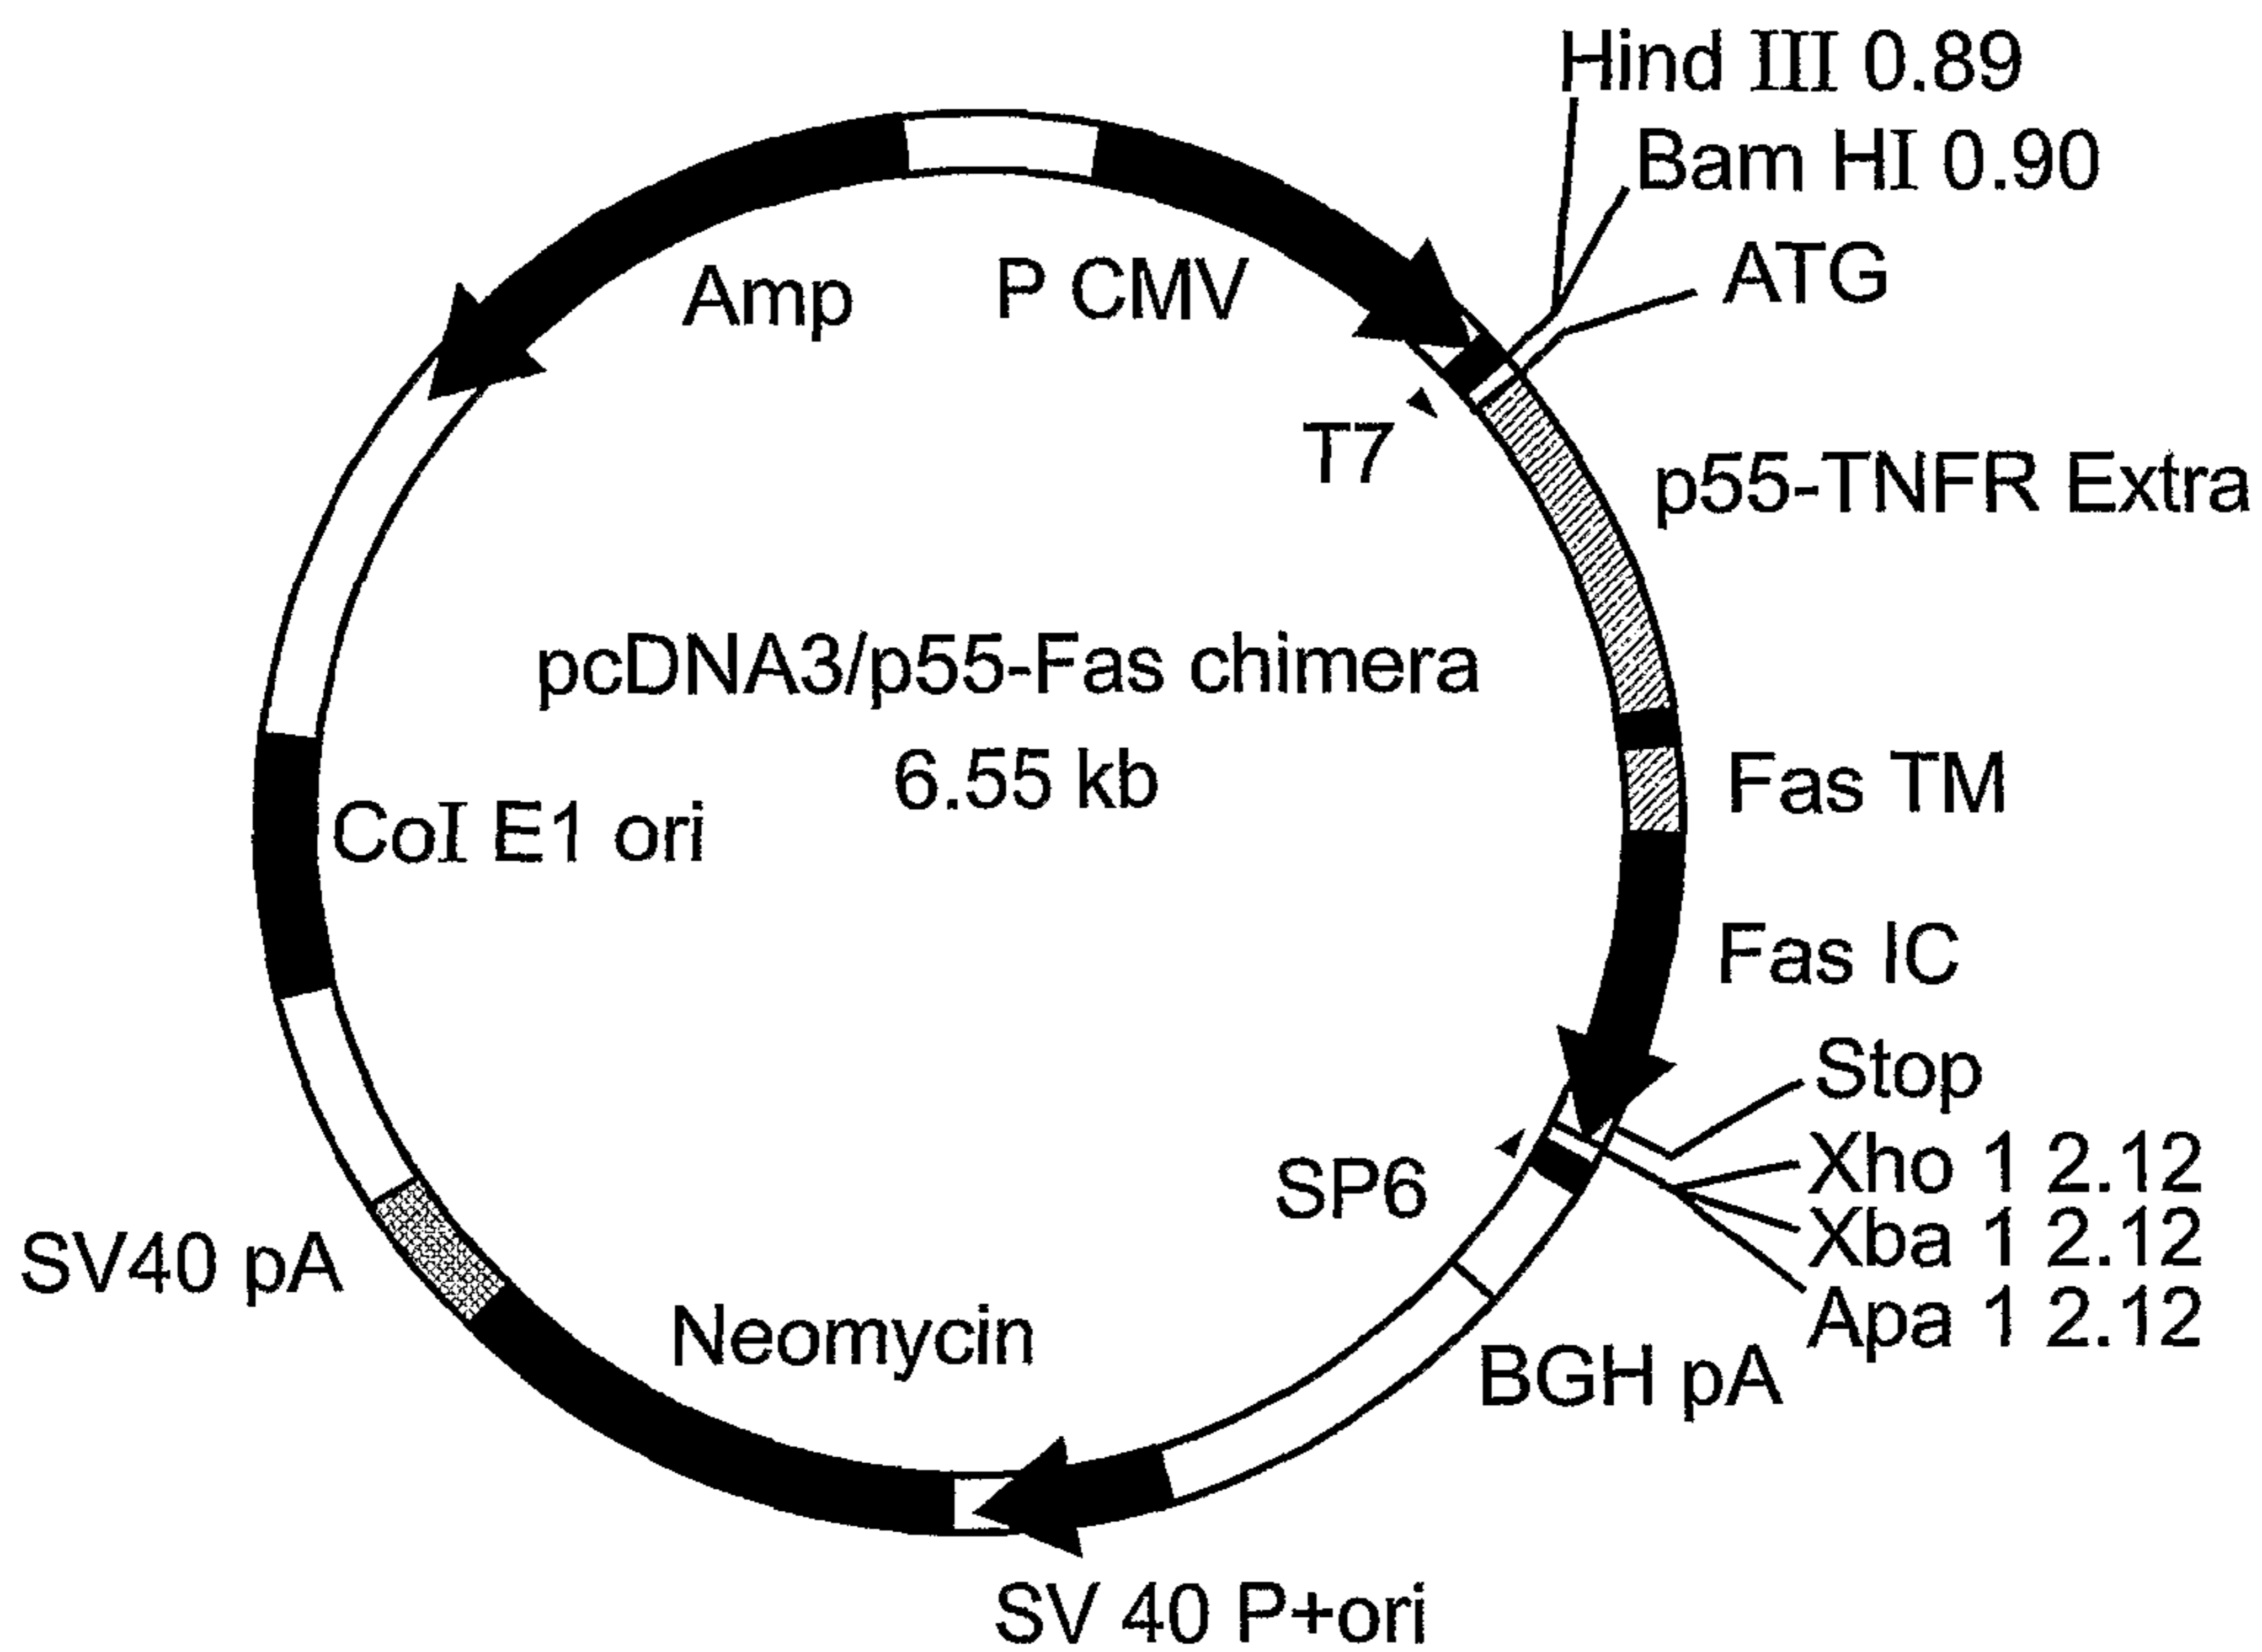 Hind III 0.89
Bam HI 0.90
ATG
Amp
P CMV
T7
p55-TNFR Extra
pcDNA3/p55-Fas chimera
6.55 kb
Fas TM
CoI E1 ori
Fas IC
Stop
Xho 1 2.12
SP6
Xba 1 2.12
Apa 1 2.12
SV40 pA
Neomycin
BGH pA
SV 40 P+ori